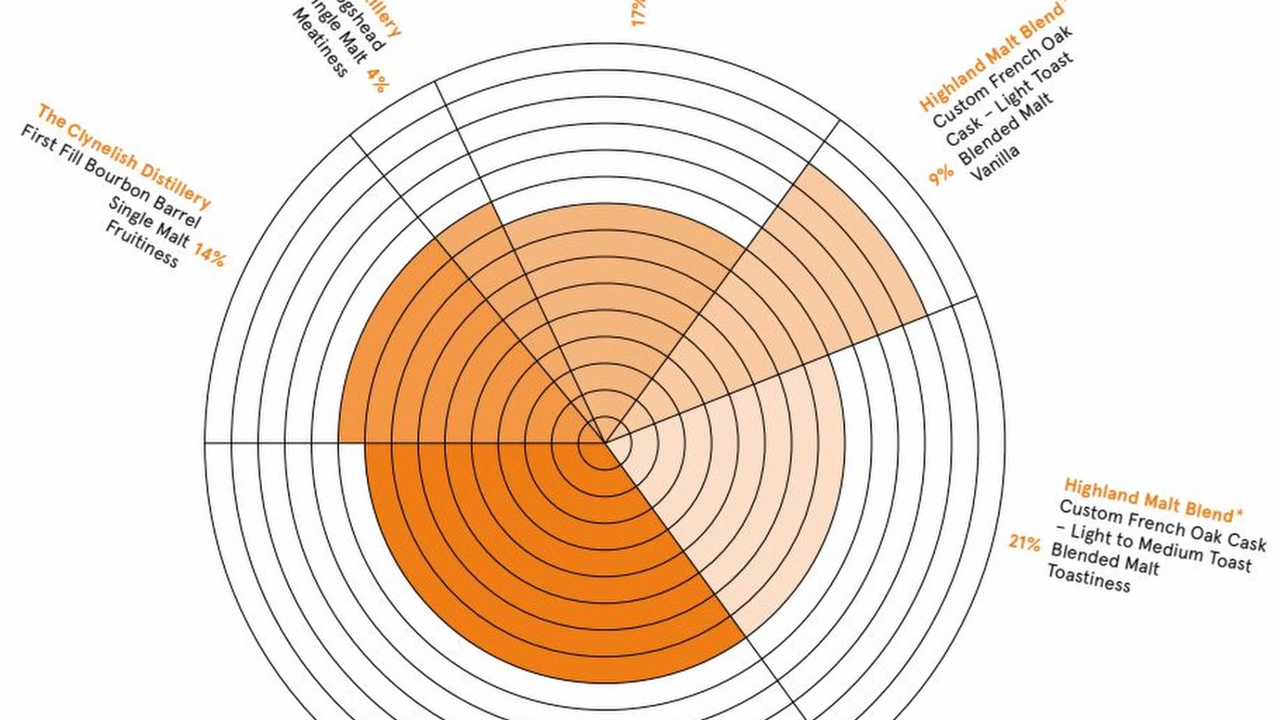 The Clynelish Distillery
First Fill Bourbon Barrel
Single Malt
Fruitiness
14%
Malt
Meatiness
4%
17%
Highland Malt Blend*
Custom French Oak
Cask – Light Toast
Blended Malt
Vanilla
9%
Highland Malt Blend*
Custom French Oak Cask
– Light to Medium Toast
Blended Malt
Toastiness
21%